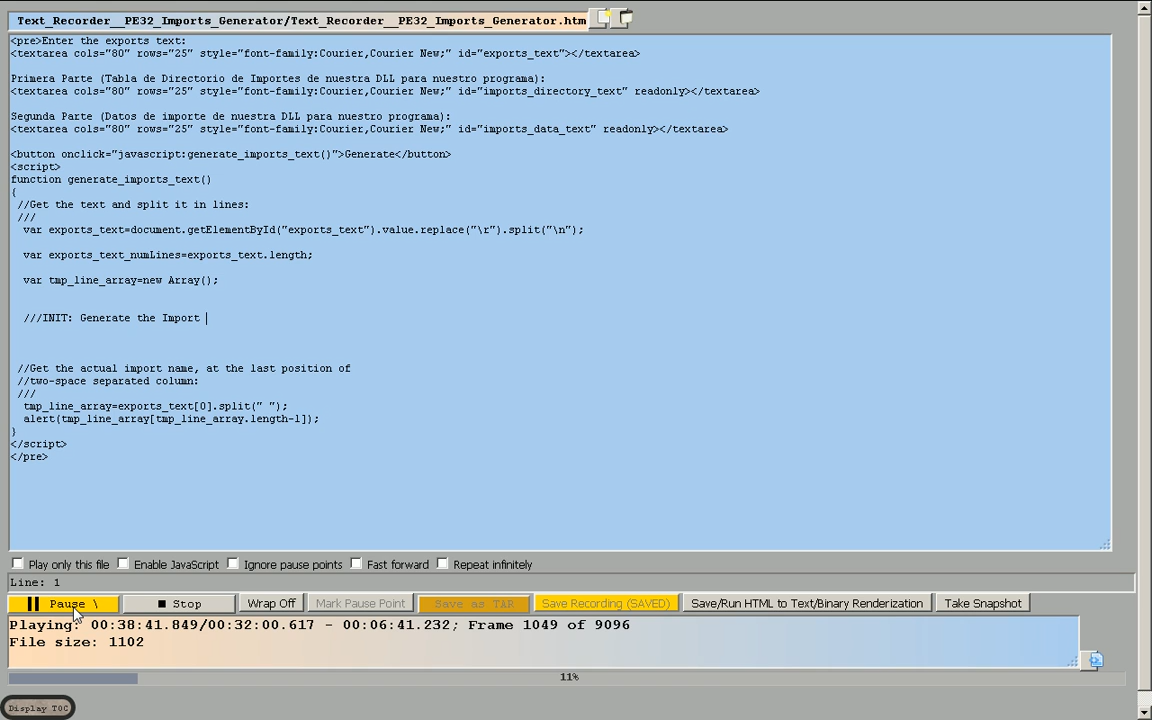 Text_Recorder__PE32_Imports_Generator/Text_Recorder__PE32_Imports_Generator.htm
<pre>Enter the exports text:
<textarea cols="80" rows="25" style="font-family:Courier,Courier New;" id="exports_text"></textarea>
Primera Parte (Tabla de Directorio de Importes de nuestra DLL para nuestro programa):
<textarea cols="80" rows="25" style="font-family:Courier,Courier New;" id="imports_directory_text" readonly></textarea>
Segunda Parte (Datos de importe de nuestra DLL para nuestro programa):
<textarea cols="80" rows="25" style="font-family:Courier,Courier New;" id="imports_data_text" readonly></textarea>
<button onclick="javascript:generate_imports_text()">Generate</button>
<script>
function generate_imports_text()
{
//Get the text and split it in lines:
///
var exports_text=document.getElementById("exports_text").value.replace("\r").split("\n");
var exports_text_numLines=exports_text.length;
var tmp_line_array=new Array();
///INIT: Generate the Import
//Get the actual import name, at the last position of
//two-space separated column:
///
tmp_line_array=exports_text[0].split("  ");
alert(tmp_line_array[tmp_line_array.length-1]);
}
</script>
</pre>
Play only this file Enable JavaScript Ignore pause points Fast forward Repeat infinitely
Line: 1
Pause \ Stop Wrap Off Mark Pause Point Save as TAR Save Recording (SAVED) Save/Run HTML to Text/Binary Renderization Take Snapshot
Playing: 00:38:41.849/00:32:00.617 - 00:06:41.232; Frame 1049 of 9096
File size: 1102
11%
Display TOC